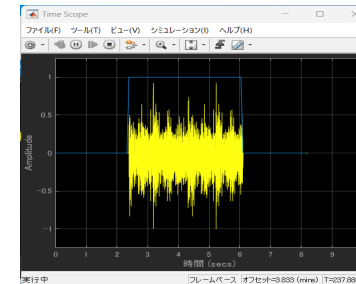 Time Scope
ファイル(F) ツール(T) ビュー(V) シミュレーション(I) ヘルプ(H)
Amplitude
1
0.5
0
-0.5
-1
0 1 2 3 4 5 6 7 8 9
時間 (secs)
実行中 フレームベース オフセット=3.833 (mins) T=237.88